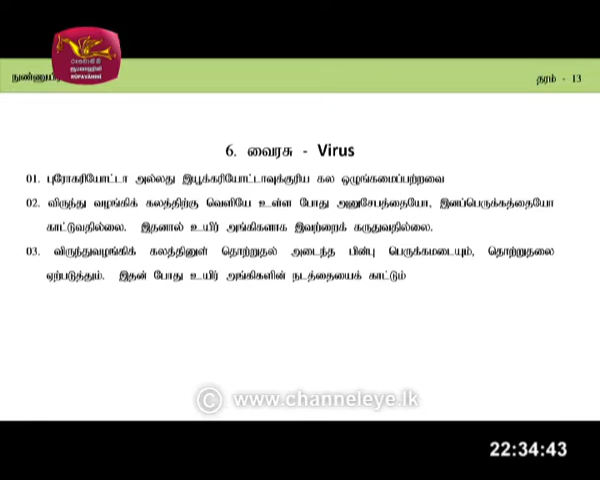 நுண்ணுயி
தரம் - 13
6. வைரசு - Virus
01. புரோகரியோட்டா அல்லது இயூக்கரியோட்டாவுக்குரிய கல ஒழுங்கமைப்பற்றவை
02. விருந்து வழங்கிக் கலத்திற்கு வெளியே உள்ள போது அனுசேபத்தையோ, இனப்பெருக்கத்தையோ
காட்டுவதில்லை. இதனால் உயிர் அங்கிகளாக இவற்றைக் கருதுவதில்லை.
03. விருந்துவழங்கிக் கலத்தினுள் தொற்றுதல் அடைந்த பின்பு பெருக்கமடையும், தொற்றுதலை
ஏற்படுத்தும். இதன் போது உயிர் அங்கிகளின் நடத்தையைக் காட்டும்
© www.channeleye.lk
22:34:43